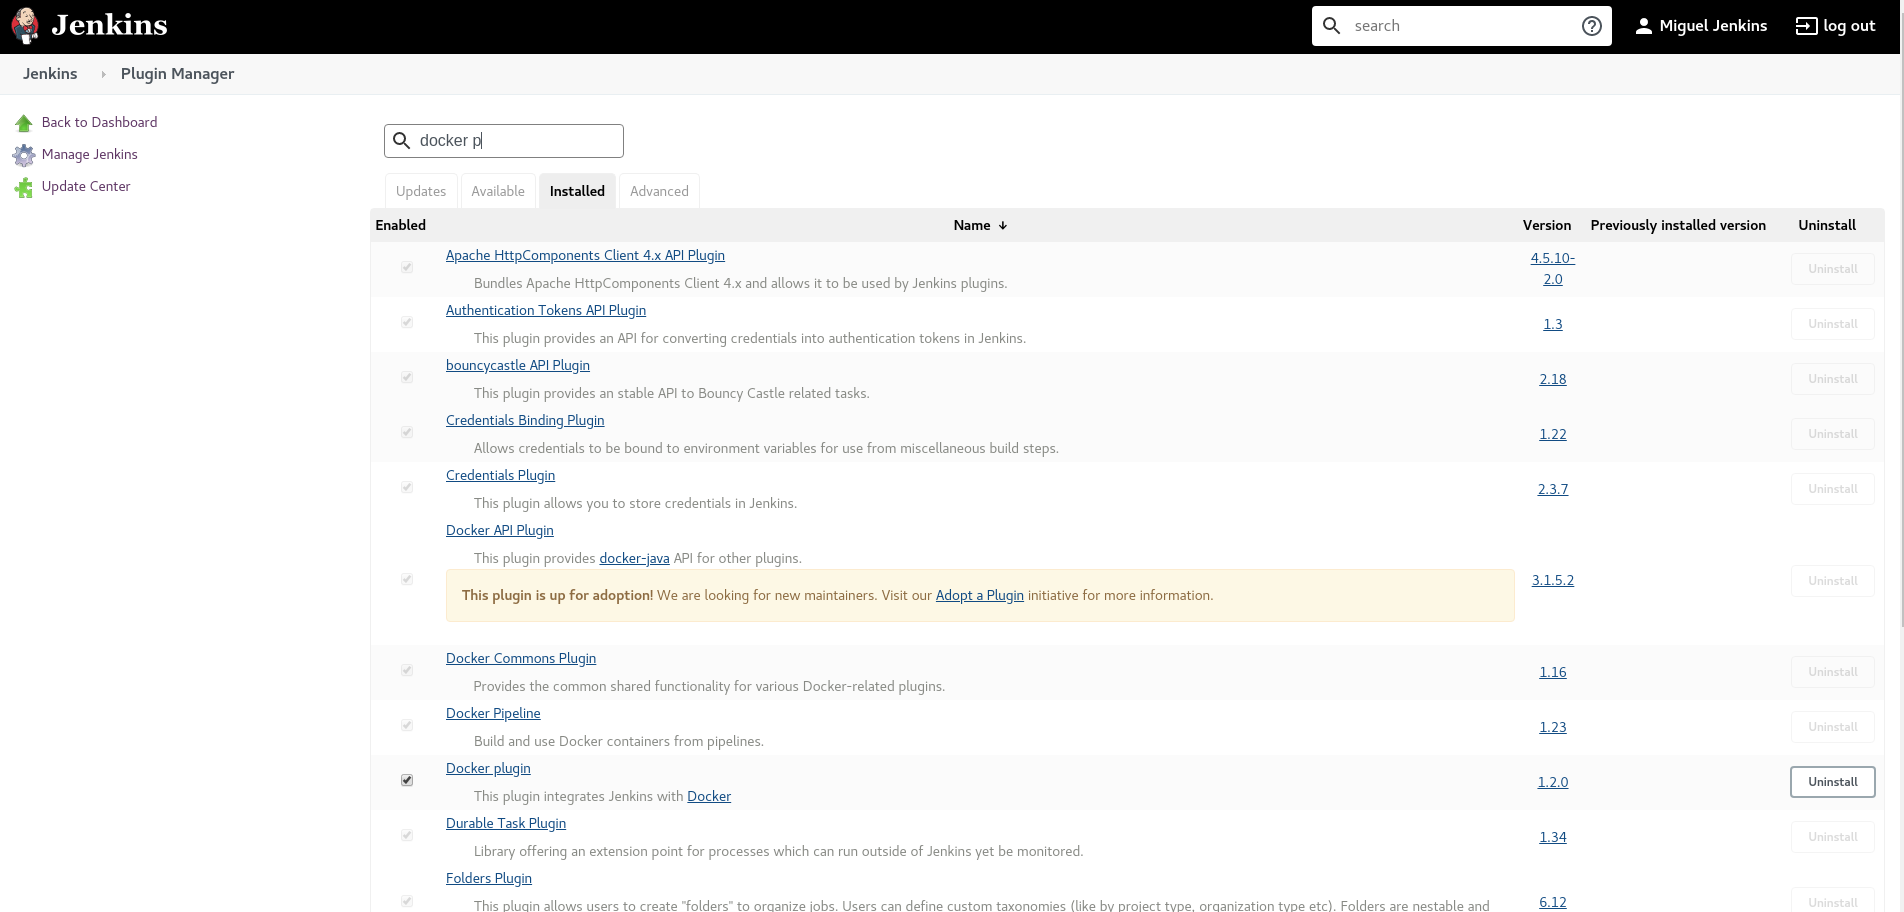 Jenkins
search
Miguel Jenkins
log out
Jenkins
Plugin Manager
Back to Dashboard
Manage Jenkins
Update Center
docker p
Updates
Available
Installed
Advanced
Enabled
Name ↓
Version
Previously installed version
Uninstall
Apache HttpComponents Client 4.x API Plugin
Bundles Apache HttpComponents Client 4.x and allows it to be used by Jenkins plugins.
4.5.10-
2.0
Uninstall
Authentication Tokens API Plugin
This plugin provides an API for converting credentials into authentication tokens in Jenkins.
1.3
Uninstall
bouncycastle API Plugin
This plugin provides an stable API to Bouncy Castle related tasks.
2.18
Uninstall
Credentials Binding Plugin
Allows credentials to be bound to environment variables for use from miscellaneous build steps.
1.22
Uninstall
Credentials Plugin
This plugin allows you to store credentials in Jenkins.
2.3.7
Uninstall
Docker API Plugin
This plugin provides docker-java API for other plugins.
This plugin is up for adoption! We are looking for new maintainers. Visit our Adopt a Plugin initiative for more information.
3.1.5.2
Uninstall
Docker Commons Plugin
Provides the common shared functionality for various Docker-related plugins.
1.16
Uninstall
Docker Pipeline
Build and use Docker containers from pipelines.
1.23
Uninstall
Docker plugin
This plugin integrates Jenkins with Docker
1.2.0
Uninstall
Durable Task Plugin
Library offering an extension point for processes which can run outside of Jenkins yet be monitored.
1.34
Uninstall
Folders Plugin
This plugin allows users to create "folders" to organize jobs. Users can define custom taxonomies (like by project type, organization type etc). Folders are nestable and
6.12
Uninstall